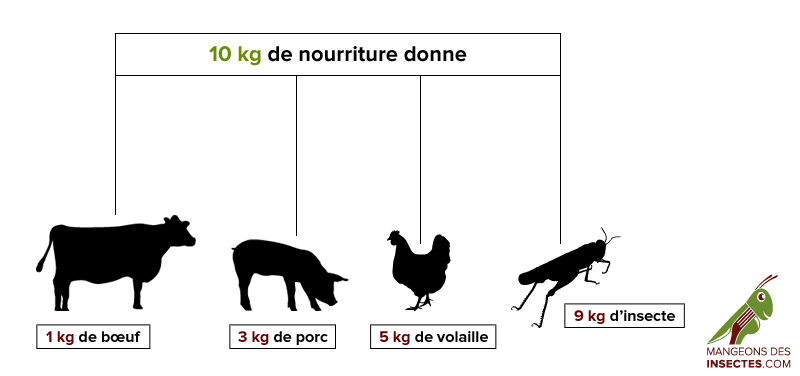 10 kg de nourriture donne
1 kg de bœuf
3 kg de porc
5 kg de volaille
9 kg d'insecte
MANGEONS DES
INSECTES.COM